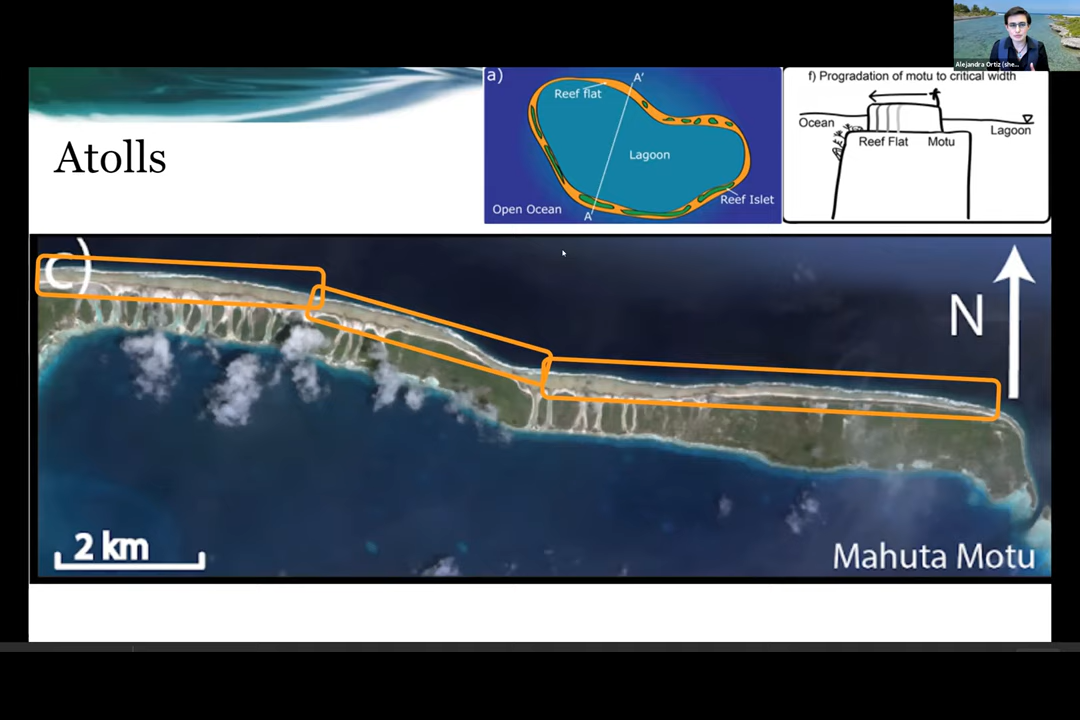 Alejandra Ortiz (she...
Atolls
a)
Reef flat
A'
Lagoon
Open Ocean
A
Reef Islet
f) Progradation of motu to critical width
Ocean
Lagoon
Reef Flat
Motu
c)
N
2 km
Mahuta Motu